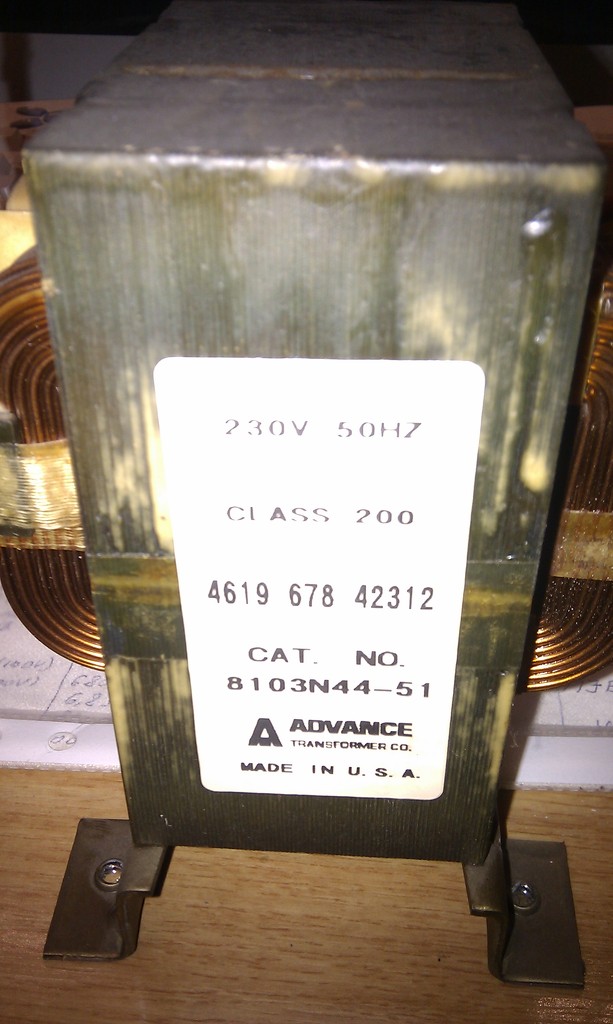 230V 50HZ
CLASS 200
4619 678 42312
CAT. NO.
8103N44-51
ADVANCE
TRANSFORMER CO.
MADE IN U.S.A.